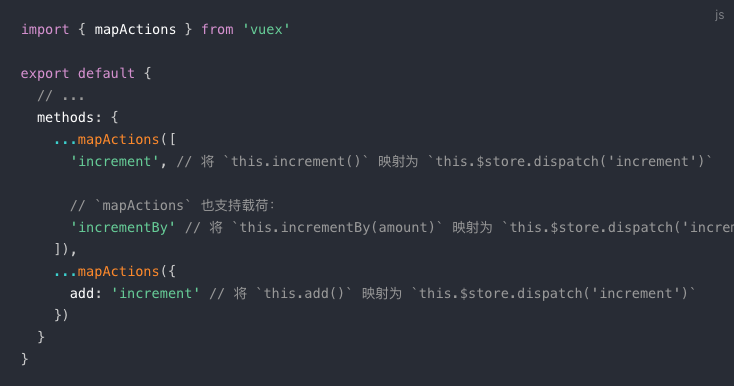 js
import { mapActions } from 'vuex'
export default {
  // ...
  methods: {
    ...mapActions([
      'increment', // 将 `this.increment()` 映射为 `this.$store.dispatch('increment')`
      // `mapActions` 也支持载荷：
      'incrementBy' // 将 `this.incrementBy(amount)` 映射为 `this.$store.dispatch('incre
    ]),
    ...mapActions({
      add: 'increment' // 将 `this.add()` 映射为 `this.$store.dispatch('increment')`
    })
  }
}